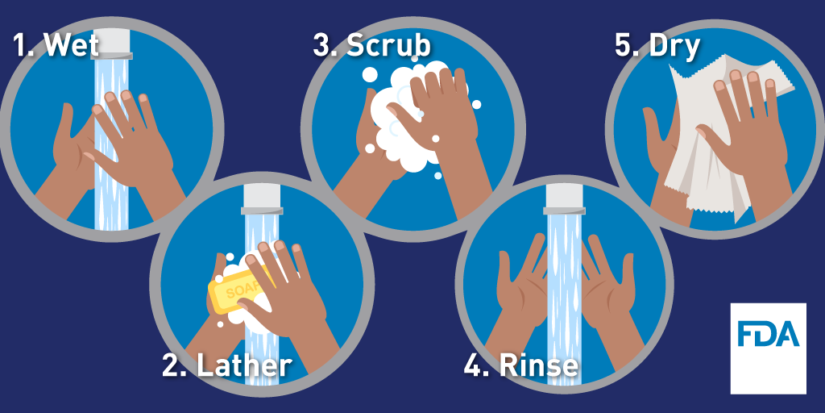 1. Wet
2. Lather
SOAP
3. Scrub
4. Rinse
5. Dry
FDA